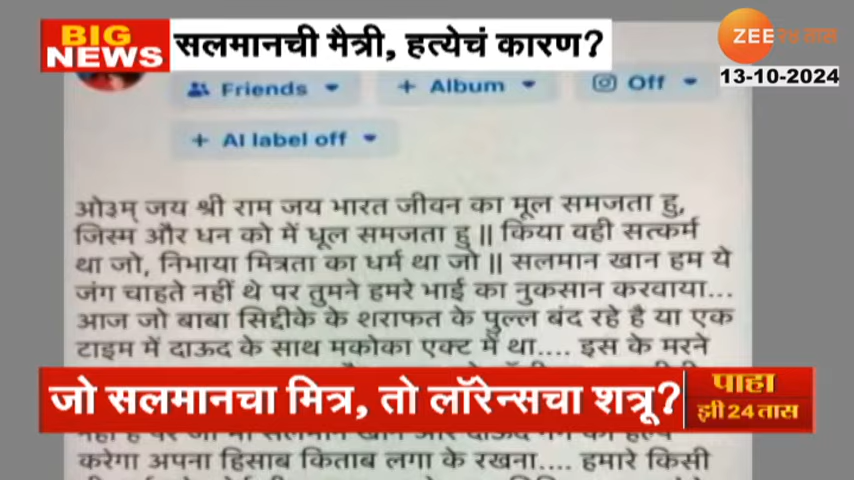 BIG
NEWS
सलमानची मैत्री, हत्येचं कारण?
ZEE २४ तास
13-10-2024
Friends
+ Album
Off
+ AI label off
ओ३म् जय श्री राम जय भारत जीवन का मूल समजता हु,
जिस्म और धन को में धूल समजता हु || किया वही सत्कर्म
था जो, निभाया मित्रता का धर्म था जो || सलमान खान हम ये
जंग चाहते नहीं थे पर तुमने हमरे भाई का नुकसान करवाया...
आज जो बाबा सिद्दीके के शराफत के पुल्ल बंद रहे है या एक
टाइम में दाऊद के साथ मकोका एक्ट में था.... इस के मरने
जो सलमानचा मित्र, तो लॉरेन्सचा शत्रू?
पाहा
झी 24 तास
करेगा अपना हिसाब किताब लगा के रखना.... हमारे किसी